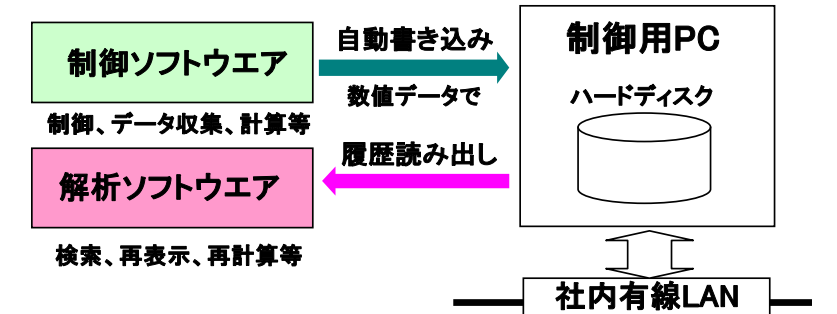 制御ソフトウエア
制御、データ収集、計算等
自動書き込み
数値データで
制御用PC
ハードディスク
解析ソフトウエア
検索、再表示、再計算等
履歴読み出し
社内有線LAN